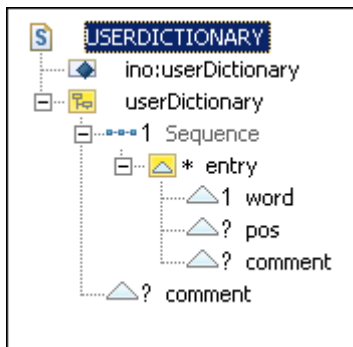 USERDICTIONARY
ino:userDictionary
userDictionary
1 Sequence
* entry
1 word
? pos
? comment
? comment